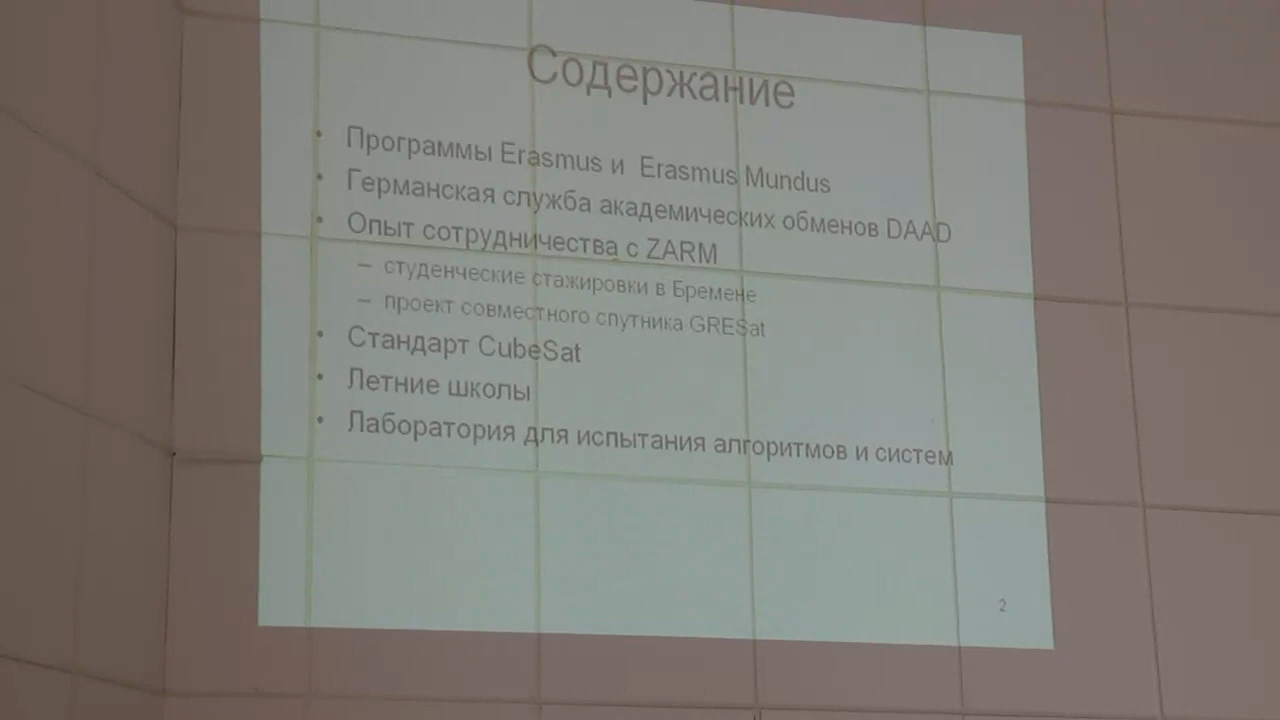 Содержание
• Программы Erasmus и Erasmus Mundus
• Германская служба академических обменов DAAD
• Опыт сотрудничества с ZARM
– студенческие стажировки в Бремене
– проект совместного спутника GRESat
• Стандарт CubeSat
• Летние школы
• Лаборатория для испытания алгоритмов и систем
2